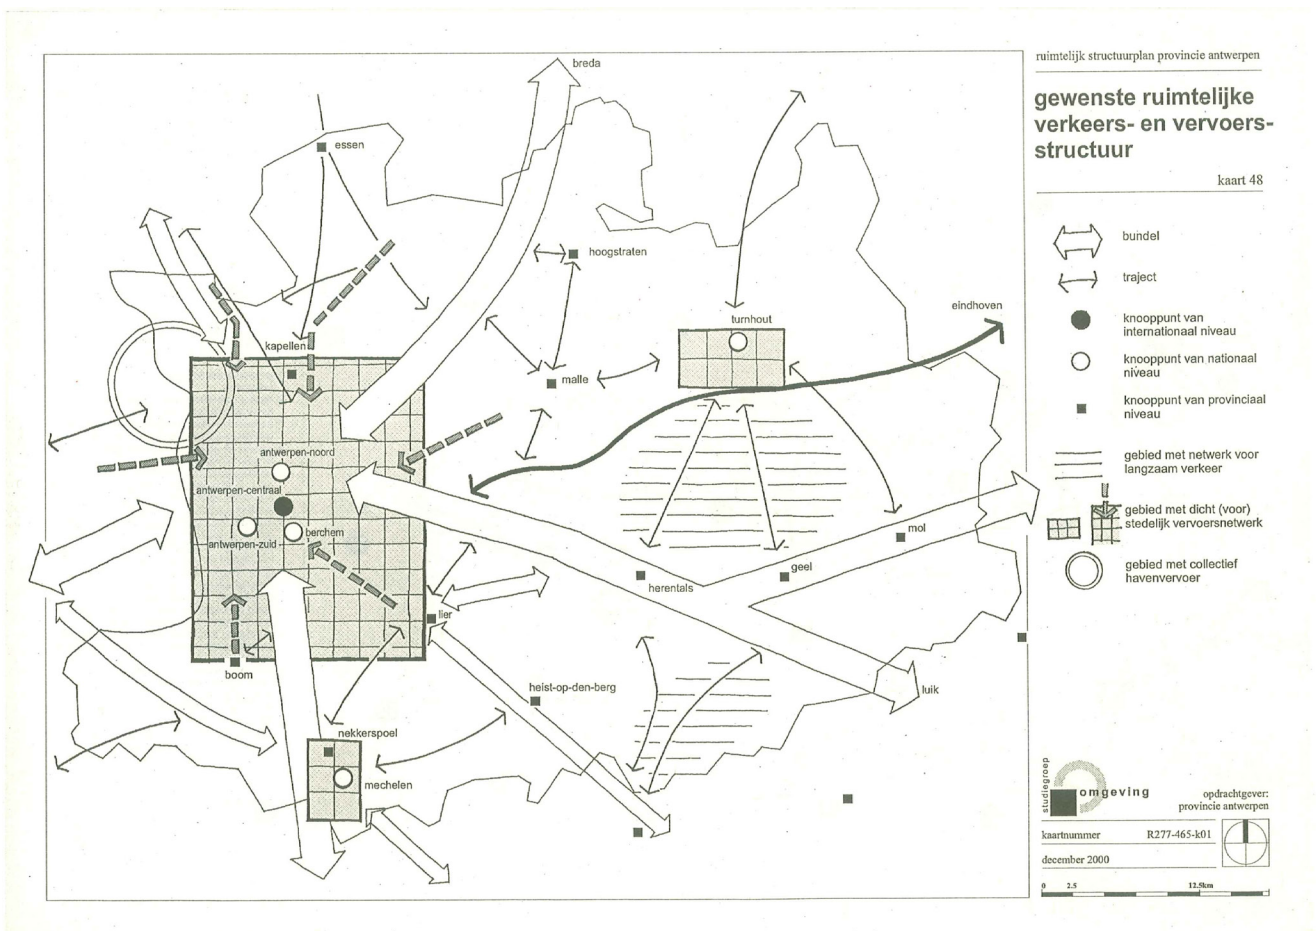 ruimtelijk structuurplan provincie antwerpen
gewenste ruimtelijke
verkeers- en vervoers-
structuur
kaart 48
bundel
traject
knooppunt van
internationaal niveau
knooppunt van nationaal
niveau
knooppunt van provinciaal
niveau
gebied met netwerk voor
langzaam verkeer
gebied met dicht (voor)
stedelijk vervoersnetwerk
gebied met collectief
havenvervoer
breda
essen
hoogstraten
eindhoven
turnhout
kapellen
malle
antwerpen-noord
antwerpen-centraal
berchem
antwerpen-zuid
mol
geel
herentals
lier
boom
heist-op-den-berg
luik
nekkerspoel
mechelen
studiegroep
omgeving
opdrachtgever:
provincie antwerpen
kaartnummer R277-465-k01
december 2000
0 2.5 12.5km